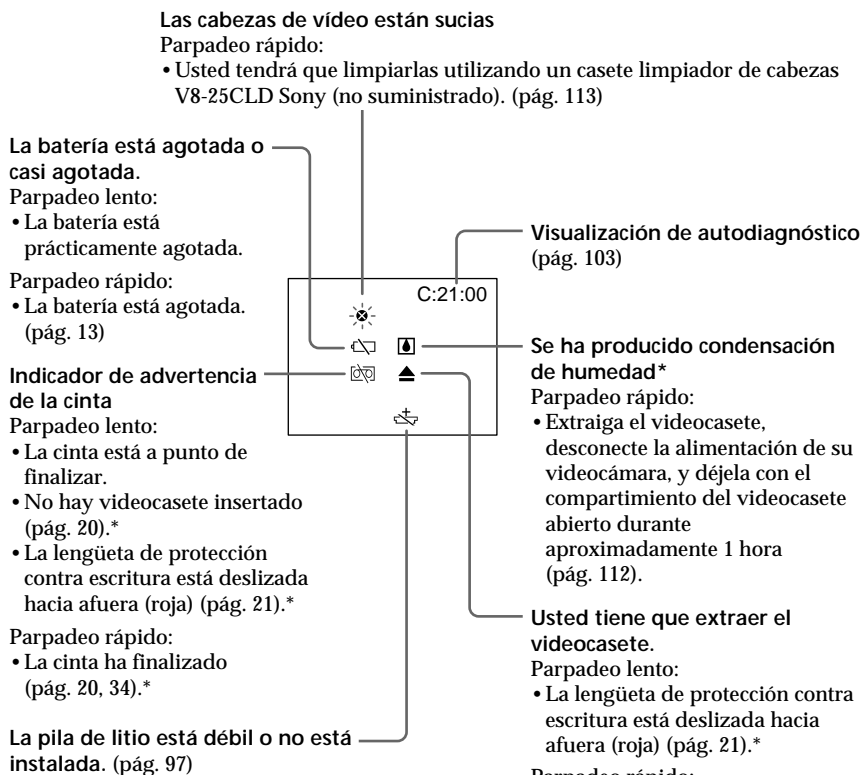 Las cabezas de vídeo están sucias
Parpadeo rápido:
• Usted tendrá que limpiarlas utilizando un casete limpiador de cabezas
V8-25CLD Sony (no suministrado). (pág. 113)
La batería está agotada o
casi agotada.
Parpadeo lento:
• La batería está
prácticamente agotada.
Parpadeo rápido:
• La batería está agotada.
(pág. 13)
Indicador de advertencia
de la cinta
Parpadeo lento:
• La cinta está a punto de
finalizar.
• No hay videocasete insertado
(pág. 20).*
• La lengüeta de protección
contra escritura está deslizada
hacia afuera (roja) (pág. 21).*
Parpadeo rápido:
• La cinta ha finalizado
(pág. 20, 34).*
La pila de litio está débil o no está
instalada. (pág. 97)
C:21:00
Visualización de autodiagnóstico
(pág. 103)
Se ha producido condensación
de humedad*
Parpadeo rápido:
• Extraiga el videocasete,
desconecte la alimentación de su
videocámara, y déjela con el
compartimiento del videocasete
abierto durante
aproximadamente 1 hora
(pág. 112).
Usted tiene que extraer el
videocasete.
Parpadeo lento:
• La lengüeta de protección contra
escritura está deslizada hacia
afuera (roja) (pág. 21).*
Parpadeo rápido: